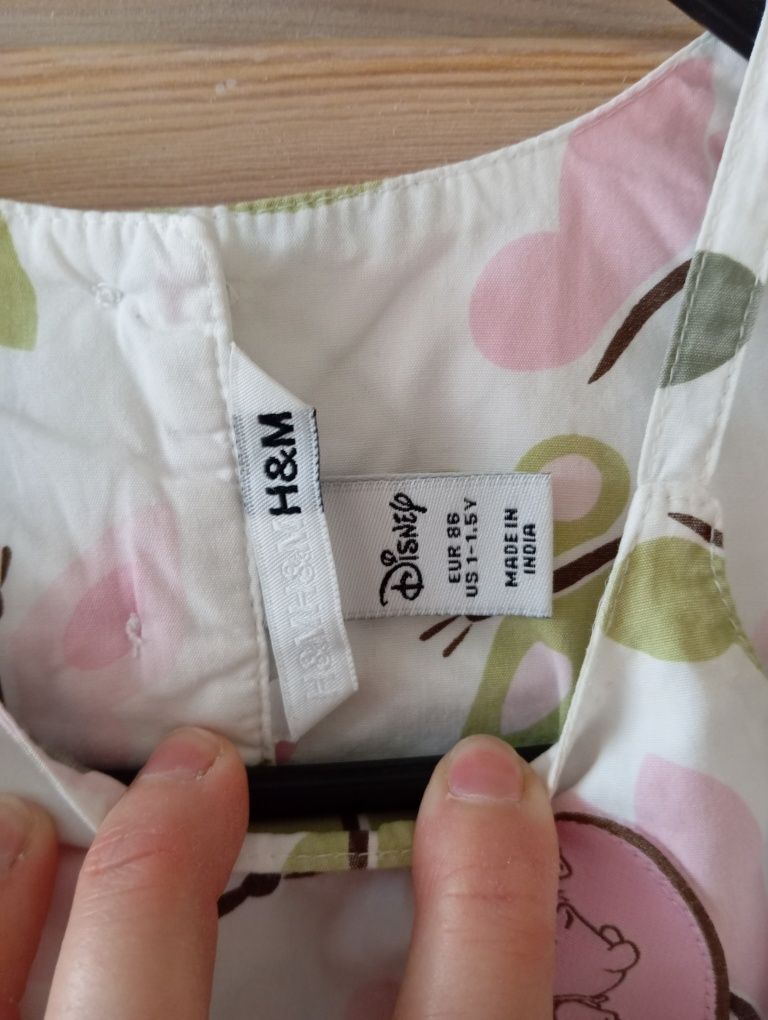 H&M
H&M H&M
Disney
EUR 86
US 1-1.5Y
MADE IN
INDIA